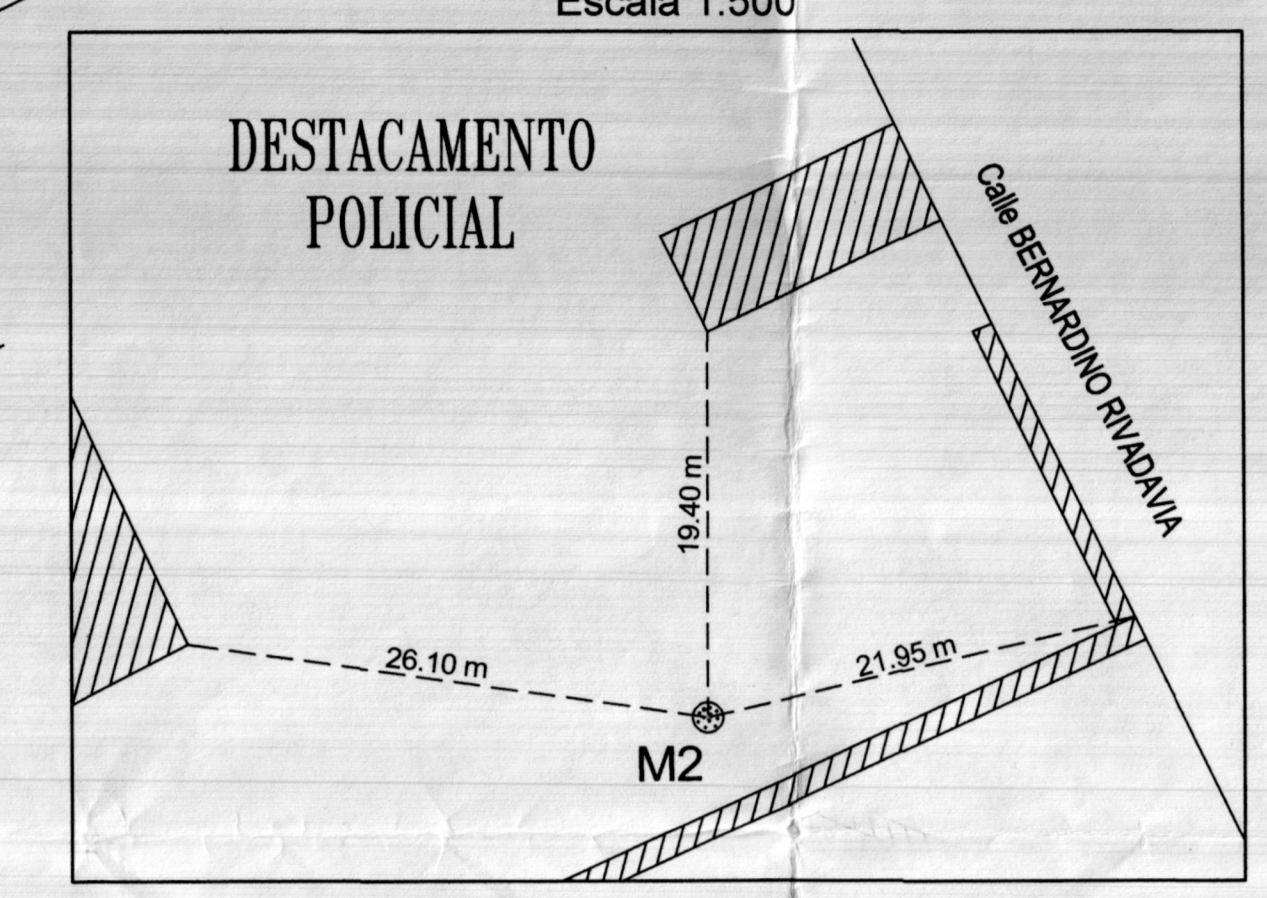 Escala 1:500
DESTACAMENTO
POLICIAL
Calle BERNARDINO RIVADAVIA
19.40 m
26.10 m
21.95 m
M2